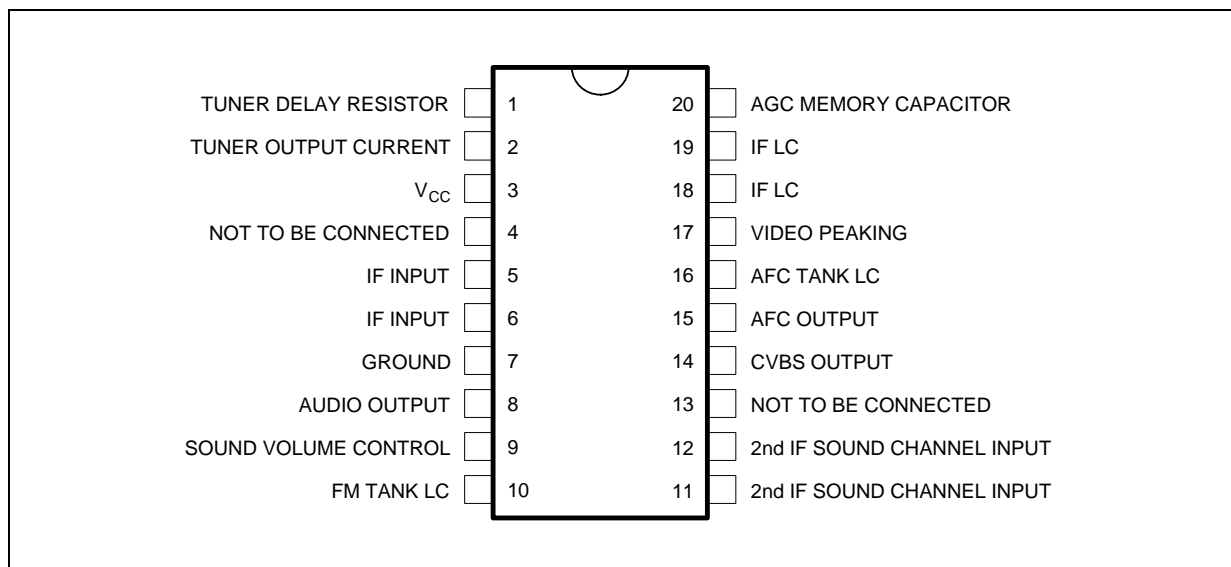 TUNER DELAY RESISTOR 1 20 AGC MEMORY CAPACITOR
TUNER OUTPUT CURRENT 2 19 IF LC
VCC 3 18 IF LC
NOT TO BE CONNECTED 4 17 VIDEO PEAKING
IF INPUT 5 16 AFC TANK LC
IF INPUT 6 15 AFC OUTPUT
GROUND 7 14 CVBS OUTPUT
AUDIO OUTPUT 8 13 NOT TO BE CONNECTED
SOUND VOLUME CONTROL 9 12 2nd IF SOUND CHANNEL INPUT
FM TANK LC 10 11 2nd IF SOUND CHANNEL INPUT